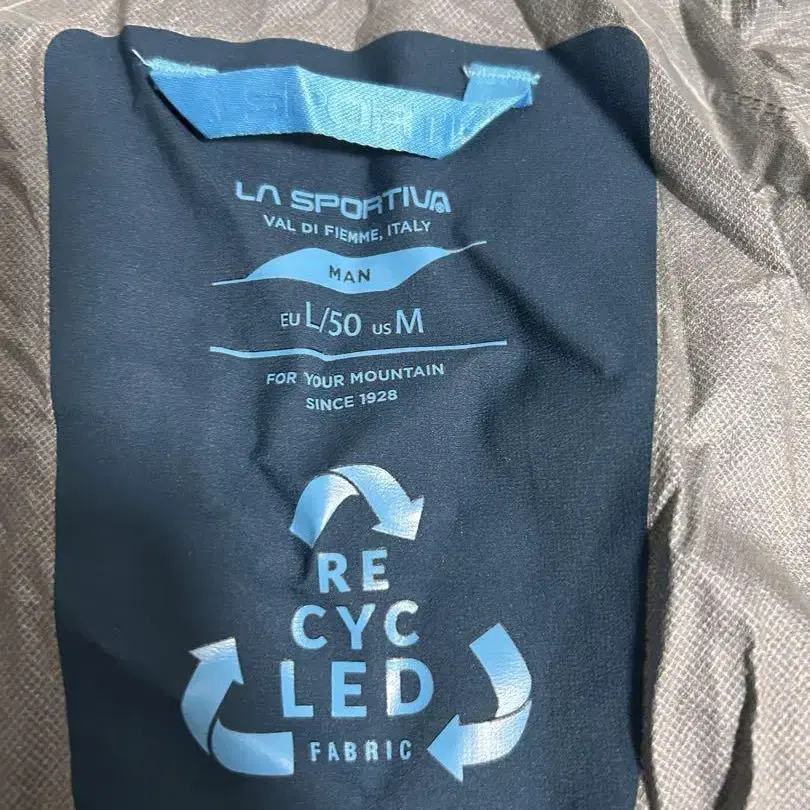 LA SPORTIVA®
VAL DI FIEMME, ITALY
MAN
EU L/50 US M
FOR YOUR MOUNTAIN
SINCE 1928
RE
CYC
LED
FABRIC